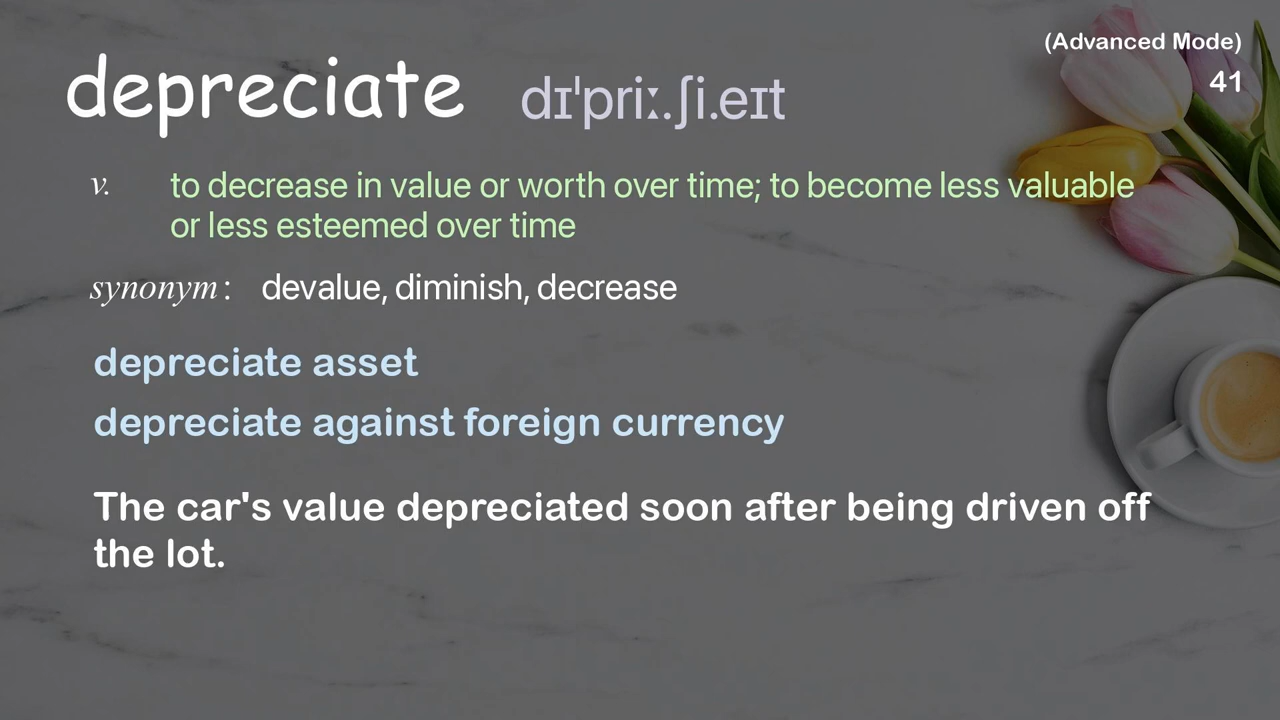 (Advanced Mode)
41
depreciate dɪˈpriː.ʃi.eɪt
v. to decrease in value or worth over time; to become less valuable
or less esteemed over time
synonym: devalue, diminish, decrease
depreciate asset
depreciate against foreign currency
The car's value depreciated soon after being driven off
the lot.